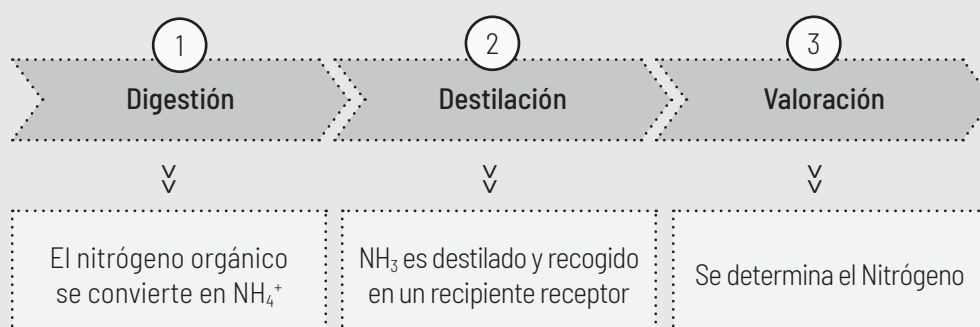 1
2
3
Digestión
Destilación
Valoración
El nitrógeno orgánico
se convierte en NH₄⁺
NH₃ es destilado y recogido
en un recipiente receptor
Se determina el Nitrógeno